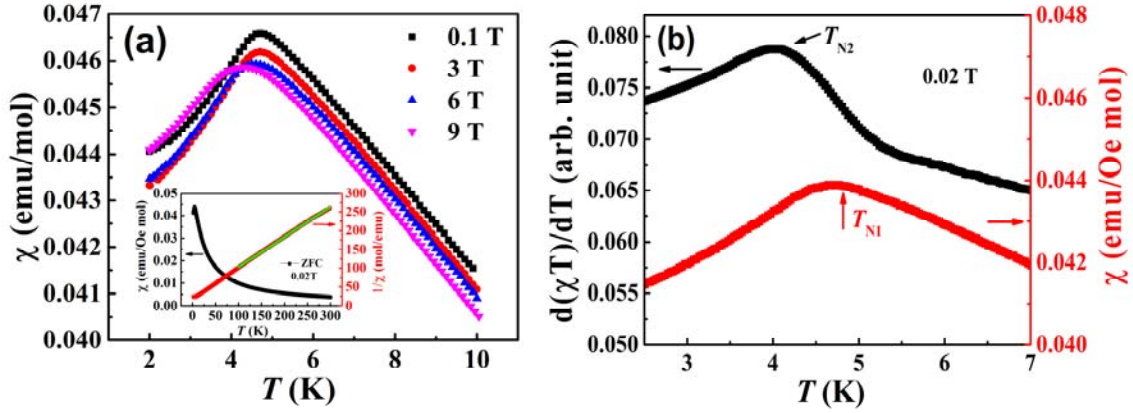 (a)
0.1 T
3 T
6 T
9 T
χ (emu/mol)
0.047
0.046
0.045
0.044
0.043
0.042
0.041
0.040
2 4 6 8 10
T (K)
χ (emu/Oe mol)
0.05
0.04
0.03
0.02
0.01
0.00
0 50 100 150 200 250 300
T (K)
ZFC
0.02T
300
250
200
150
100
50
0
1/χ (mol/emu)
(b)
TN2
0.02 T
TN1
d(χT)/dT (arb. unit)
0.080
0.075
0.070
0.065
0.060
0.055
0.050
3 4 5 6 7
T (K)
0.048
0.046
0.044
0.042
0.040
χ (emu/Oe mol)